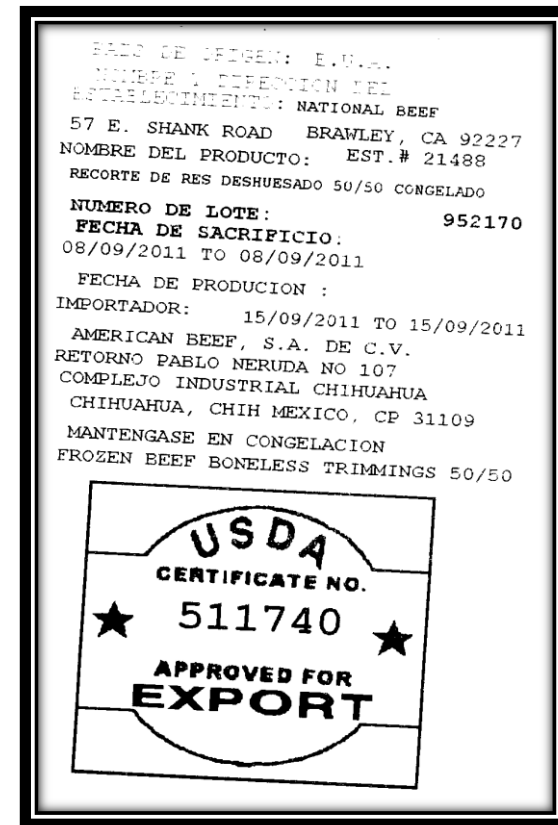 PAIS DE ORIGEN: E.U.A.
NOMBRE Y DIRECCION DEL
ESTABLECIMIENTO: NATIONAL BEEF
57 E. SHANK ROAD BRAWLEY, CA 92227
NOMBRE DEL PRODUCTO: EST.# 21488
RECORTE DE RES DESHUESADO 50/50 CONGELADO
NUMERO DE LOTE: 952170
FECHA DE SACRIFICIO:
08/09/2011 TO 08/09/2011
FECHA DE PRODUCION :
IMPORTADOR: 15/09/2011 TO 15/09/2011
AMERICAN BEEF, S.A. DE C.V.
RETORNO PABLO NERUDA NO 107
COMPLEJO INDUSTRIAL CHIHUAHUA
CHIHUAHUA, CHIH MEXICO, CP 31109
MANTENGASE EN CONGELACION
FROZEN BEEF BONELESS TRIMMINGS 50/50
USDA
CERTIFICATE NO.
511740
APPROVED FOR
EXPORT